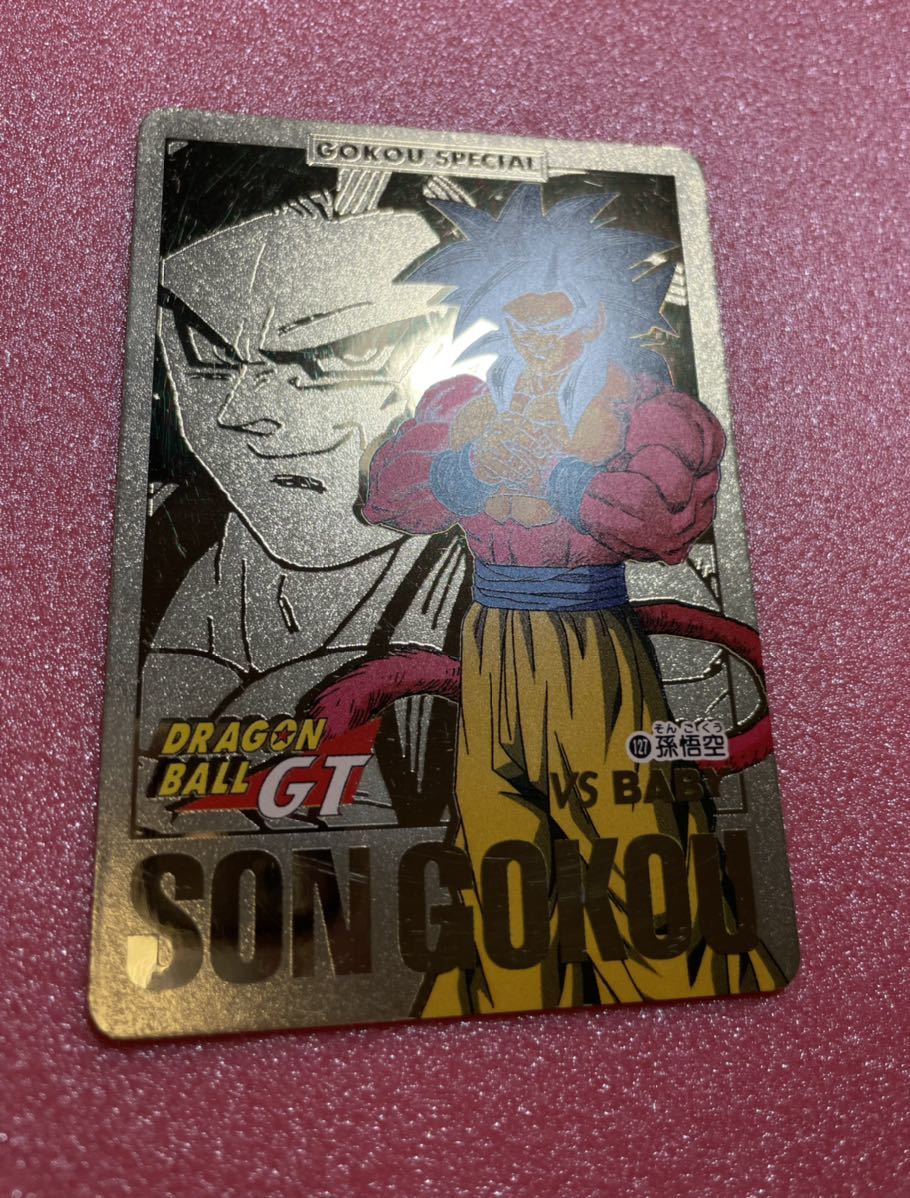 GOKOU SPECIAL
DRAGON
BALL GT
そんごくう
127 孫悟空
VS BABY
SON GOKOU